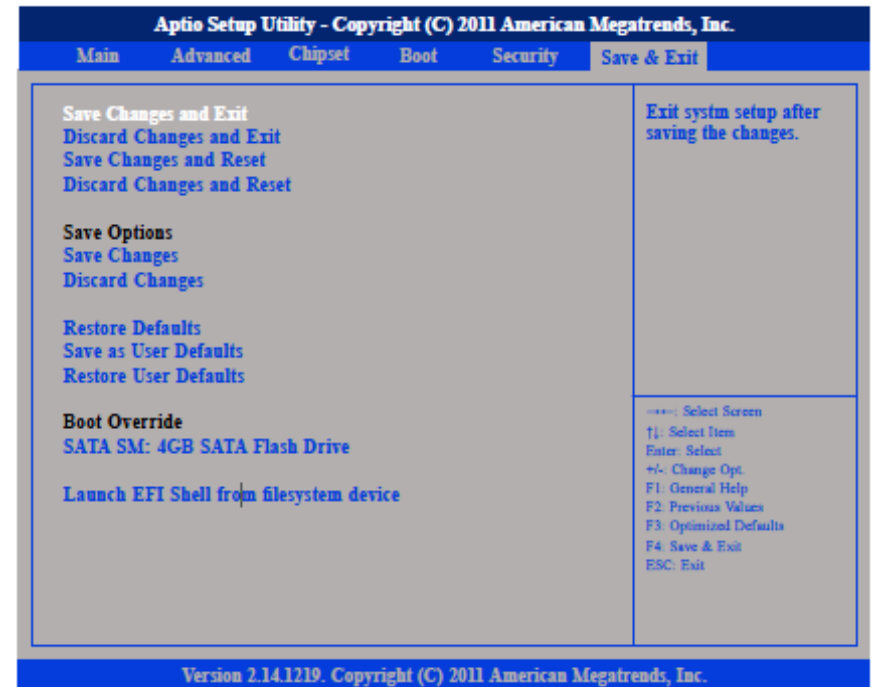 Aptio Setup Utility - Copyright (C) 2011 American Megatrends, Inc.
Main Advanced Chipset Boot Security Save & Exit
Save Changes and Exit
Discard Changes and Exit
Save Changes and Reset
Discard Changes and Reset
Save Options
Save Changes
Discard Changes
Restore Defaults
Save as User Defaults
Restore User Defaults
Boot Override
SATA SM: 4GB SATA Flash Drive
Launch EFI Shell from filesystem device
Exit systm setup after
saving the changes.
→←: Select Screen
↑↓: Select Item
Enter: Select
+/-: Change Opt.
F1: General Help
F2: Previous Values
F3: Optimized Defaults
F4: Save & Exit
ESC: Exit
Version 2.14.1219. Copyright (C) 2011 American Megatrends, Inc.